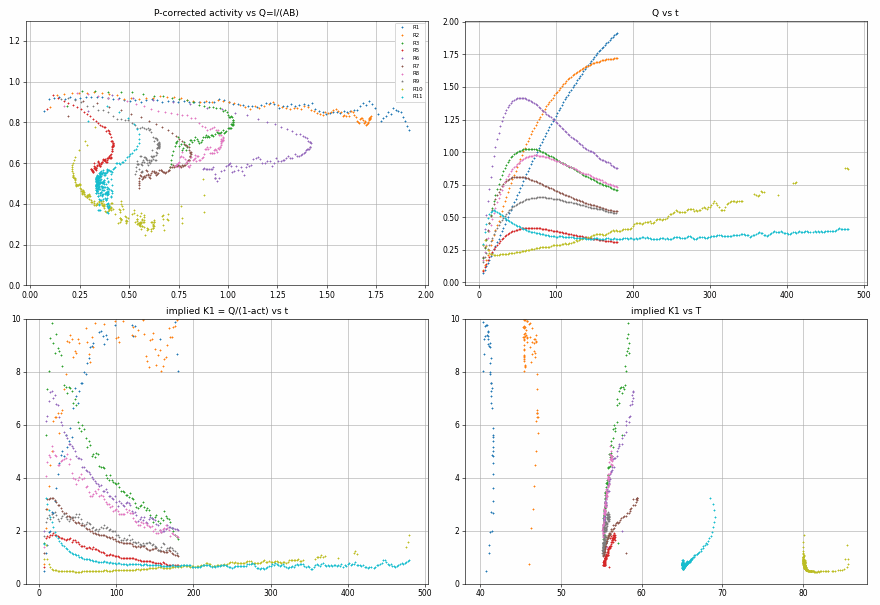 P-corrected activity vs Q=I/(AB)
1.2
1.0
0.8
0.6
0.4
0.2
0.0
0.00 0.25 0.50 0.75 1.00 1.25 1.50 1.75 2.00
R1
R2
R3
R5
R6
R7
R8
R9
R10
R11
Q vs t
2.00
1.75
1.50
1.25
1.00
0.75
0.50
0.25
0.00
0 100 200 300 400 500
implied K1 = Q/(1-act) vs t
10
8
6
4
2
0
0 100 200 300 400 500
implied K1 vs T
10
8
6
4
2
0
40 50 60 70 80